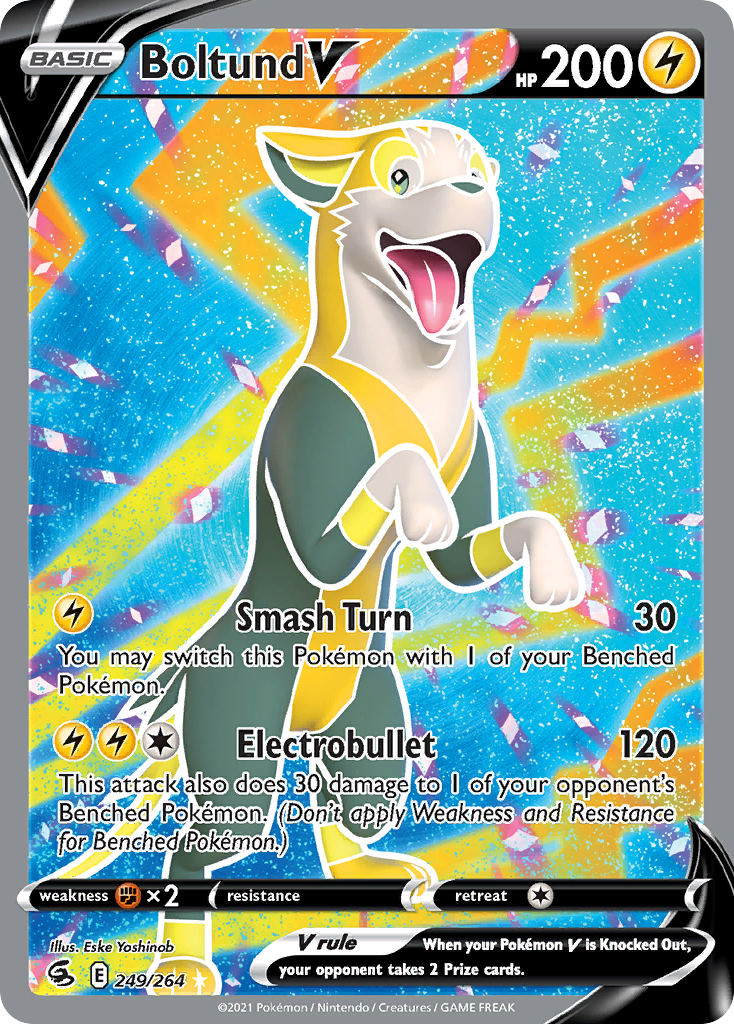 BASIC
Boltund V
HP 200
Smash Turn 30
You may switch this Pokémon with 1 of your Benched
Pokémon.
Electrobullet 120
This attack also does 30 damage to 1 of your opponent's
Benched Pokémon. (Don't apply Weakness and Resistance
for Benched Pokémon.)
weakness ×2 resistance retreat
Illus. Eske Yoshinob
V rule When your Pokémon V is Knocked Out,
your opponent takes 2 Prize cards.
E 249/264
©2021 Pokémon / Nintendo / Creatures / GAME FREAK